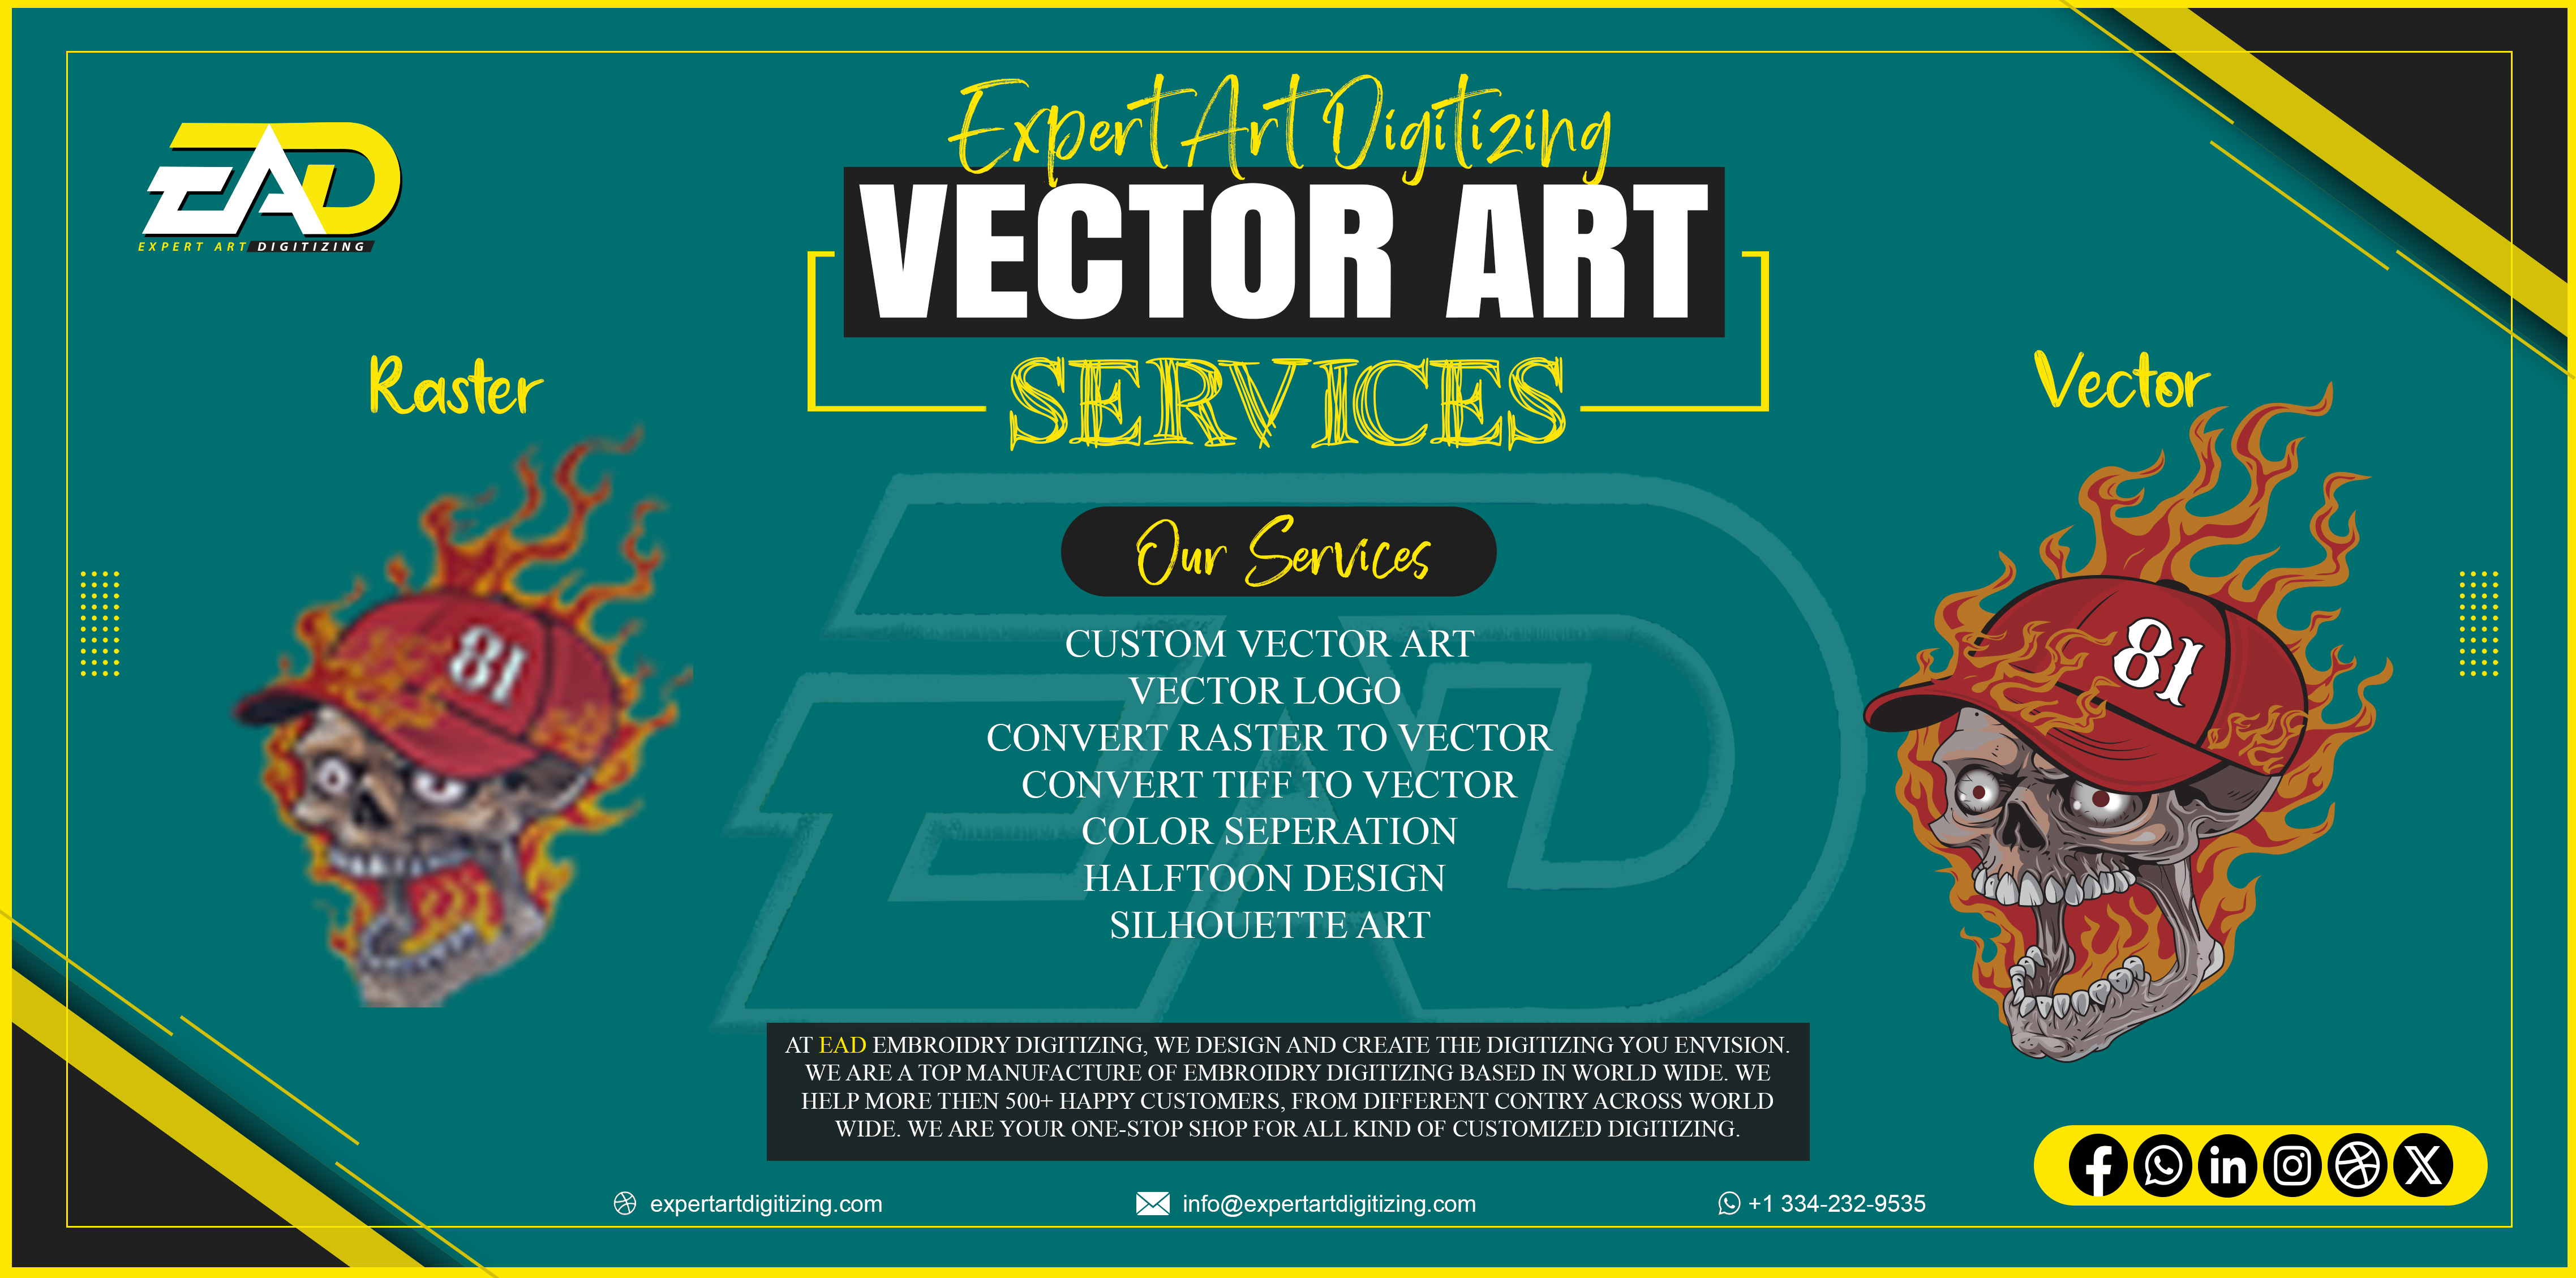 EAD
EXPERT ART DIGITIZING
Expert Art Digitizing
VECTOR ART
SERVICES
Raster
Vector
81
81
Our Services
CUSTOM VECTOR ART
VECTOR LOGO
CONVERT RASTER TO VECTOR
CONVERT TIFF TO VECTOR
COLOR SEPERATION
HALFTOON DESIGN
SILHOUETTE ART
EAD
AT EAD EMBROIDRY DIGITIZING, WE DESIGN AND CREATE THE DIGITIZING YOU ENVISION.
WE ARE A TOP MANUFACTURE OF EMBROIDRY DIGITIZING BASED IN WORLD WIDE. WE
HELP MORE THEN 500+ HAPPY CUSTOMERS, FROM DIFFERENT CONTRY ACROSS WORLD
WIDE. WE ARE YOUR ONE-STOP SHOP FOR ALL KIND OF CUSTOMIZED DIGITIZING.
expertartdigitizing.com
info@expertartdigitizing.com
+1 334-232-9535